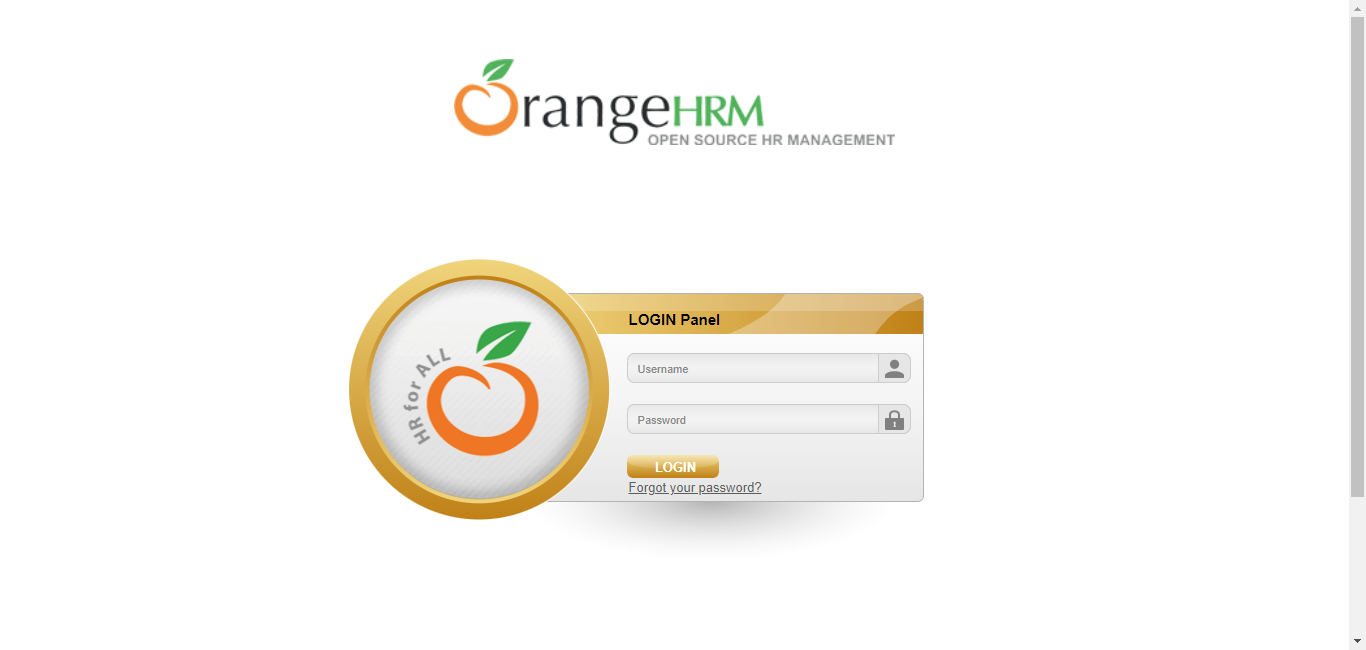 OrangeHRM
OPEN SOURCE HR MANAGEMENT
HR for ALL
LOGIN Panel
Username
Password
LOGIN
Forgot your password?